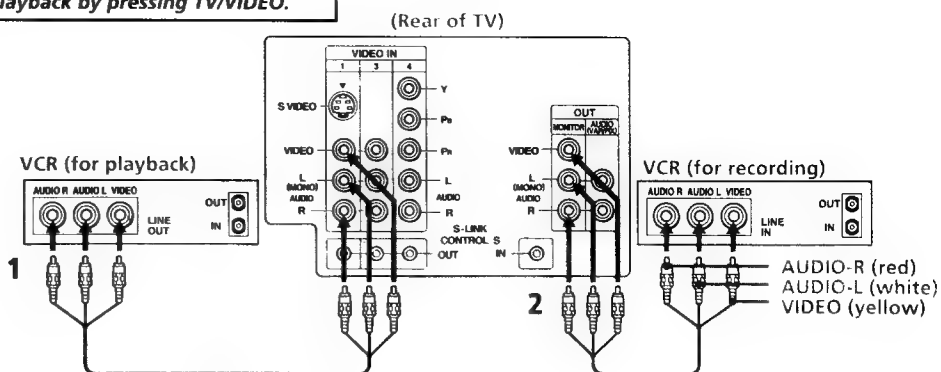 layback by pressing TV/VIDEO.
(Rear of TV)
VIDEO IN
1 3 4
S VIDEO
Y
PB
VIDEO
PR
L (MONO)
L
AUDIO
AUDIO
R
R
S-LINK
CONTROL S
OUT
IN
OUT
MONITOR AUDIO (VAR/FIX)
VIDEO
L (MONO)
AUDIO
R
VCR (for playback)
AUDIO R AUDIO L VIDEO
LINE OUT
OUT
IN
1
2
VCR (for recording)
AUDIO R AUDIO L VIDEO
LINE IN
OUT
IN
AUDIO-R (red)
AUDIO-L (white)
VIDEO (yellow)